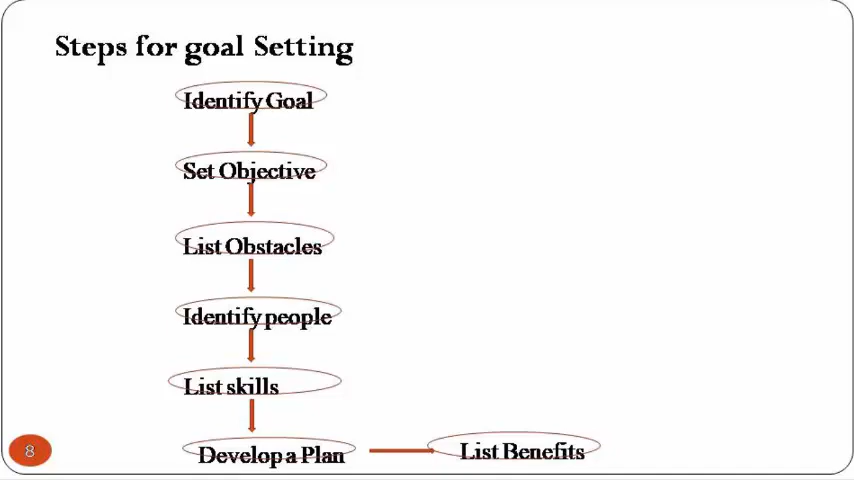 Steps for goal Setting
Identify Goal
Set Objective
List Obstacles
Identify people
List skills
Develop a Plan
List Benefits
8